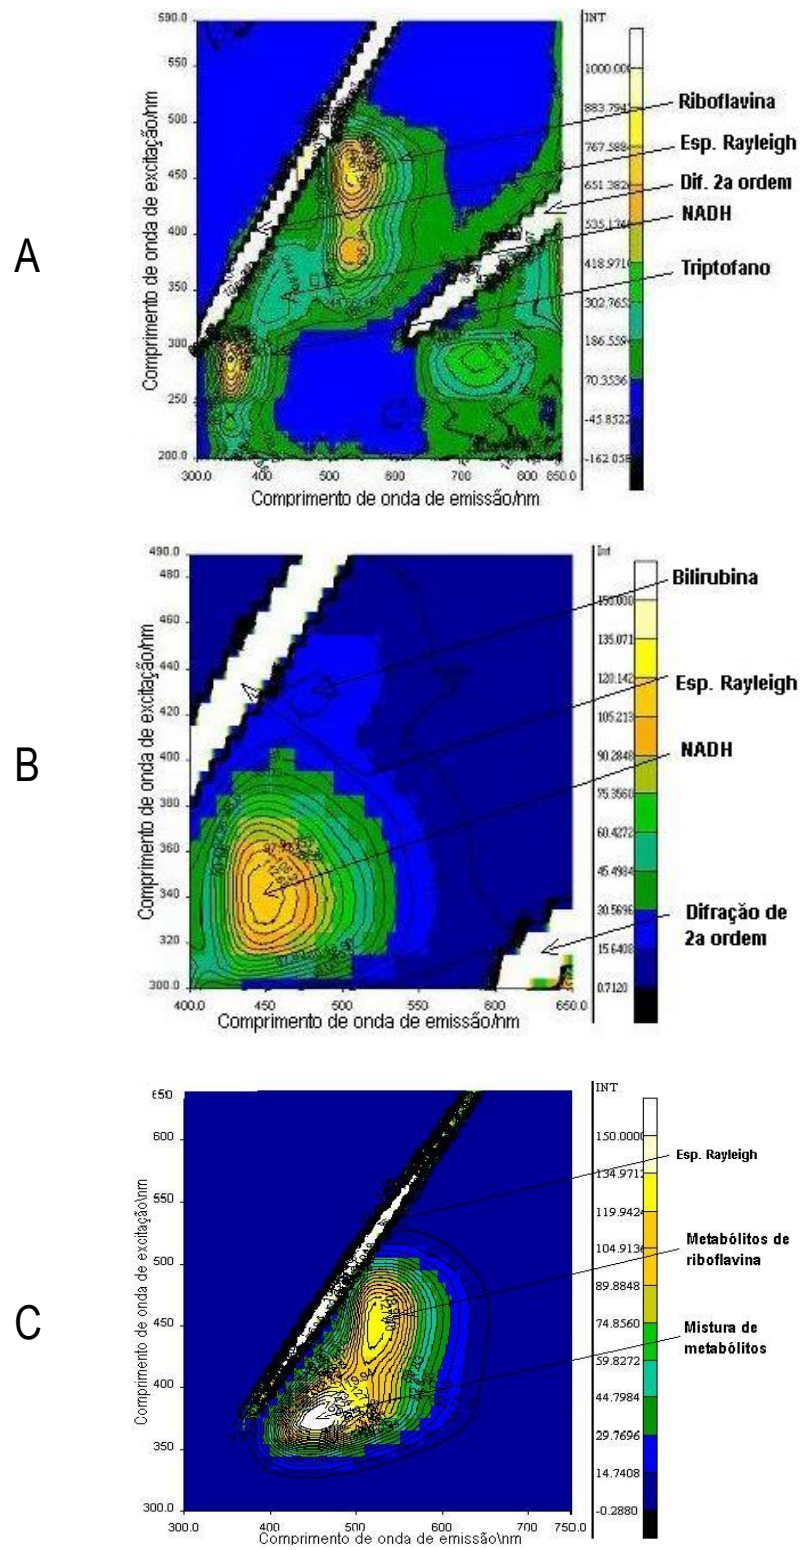 A
590.0
550
500
450
400
350
300
250
200.0
300.0 400 500 600 700 800 850.0
Comprimento de onda de excitação/nm
Comprimento de onda de emissão/nm
INT
1000.000
883.794
767.588
651.382
535.176
418.970
302.765
186.559
70.3536
-45.8522
-162.058
Riboflavina
Esp. Rayleigh
Dif. 2a ordem
NADH
Triptofano
B
490.0
480
460
440
420
400
380
360
340
320
300.0
400.0 450 500 550 600 650.0
Comprimento de onda de excitação/nm
Comprimento de onda de emissão/nm
Int
150.000
135.071
120.142
105.213
90.2848
75.3560
60.4272
45.4984
30.5696
15.6408
0.7120
Bilirubina
Esp. Rayleigh
NADH
Difração de
2a ordem
C
650
600
550
500
450
400
350
300.0
300.0 400 500 600 750.0
Comprimento de onda de excitação\nm
Comprimento de onda de emissão\nm
INT
150.0000
134.9712
119.9424
104.9136
89.8848
74.8560
59.8272
44.7984
29.7696
14.7408
-0.2880
Esp. Rayleigh
Metabólitos de
riboflavina
Mistura de
metabólitos